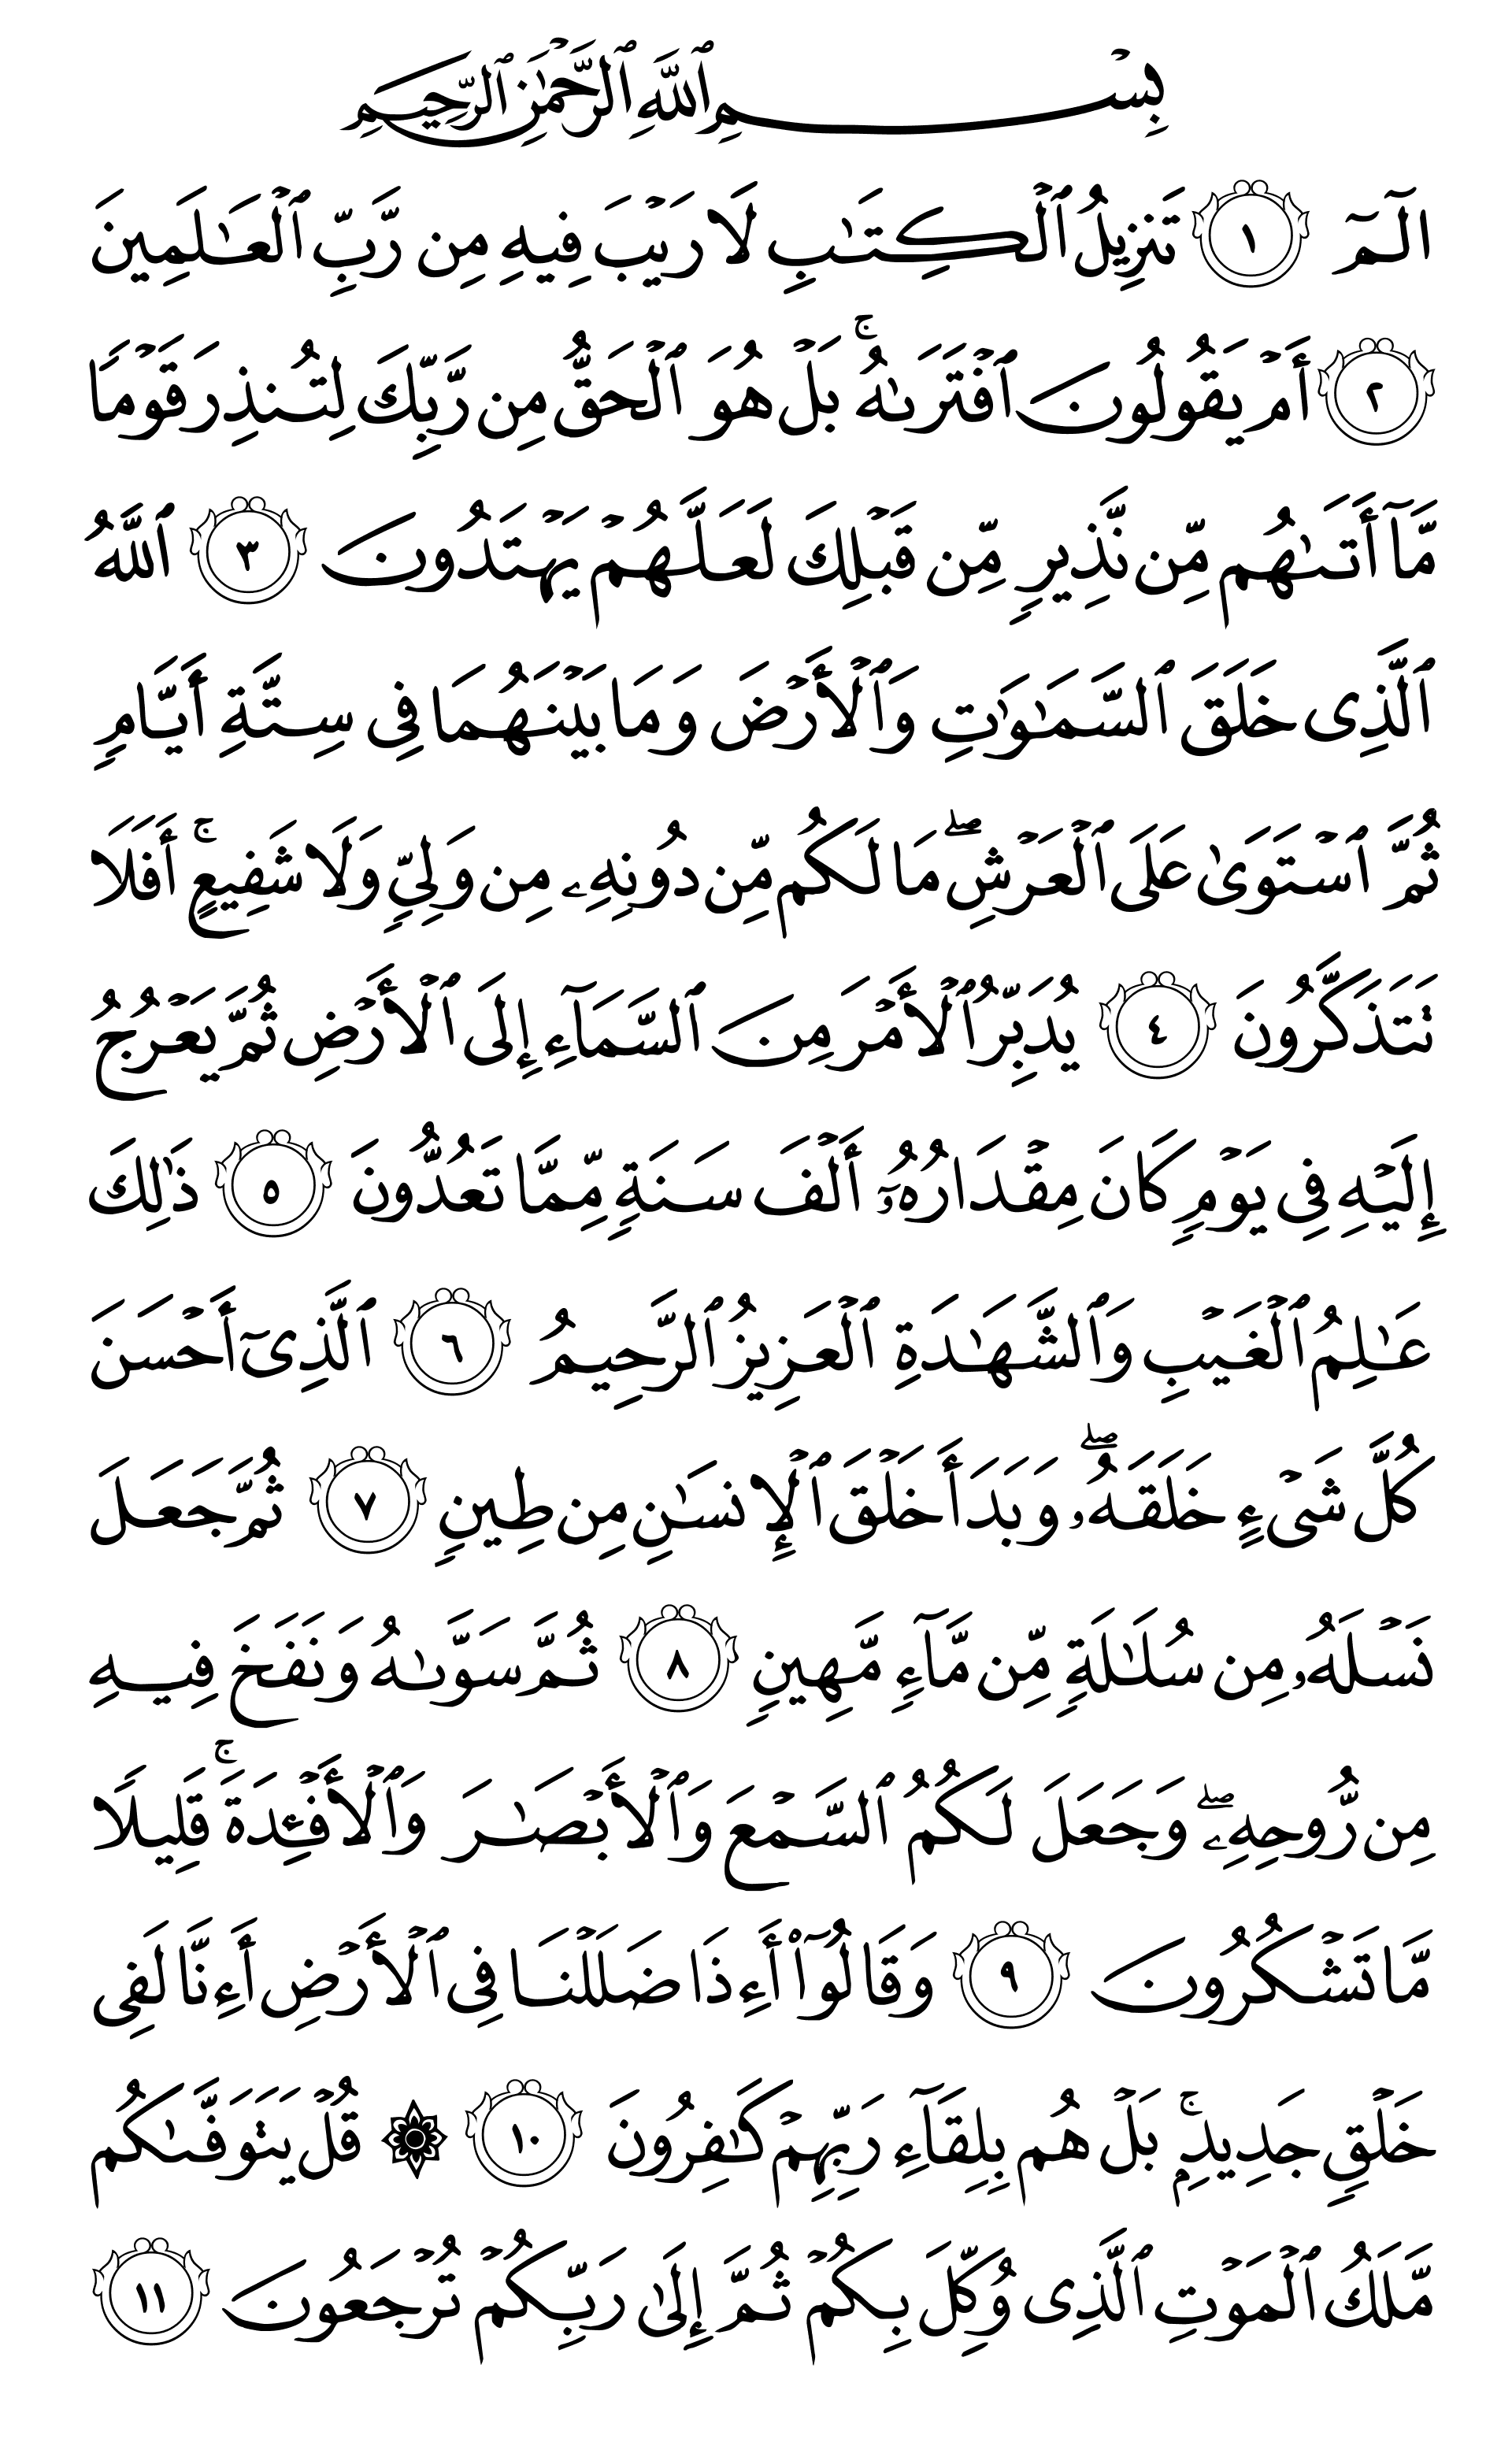 بِسْمِ ٱللَّهِ ٱلرَّحْمَٰنِ ٱلرَّحِيمِ
الٓمٓ ١ تَنزِيلُ ٱلْكِتَٰبِ لَا رَيْبَ فِيهِ مِن رَّبِّ ٱلْعَٰلَمِينَ
٢ أَمْ يَقُولُونَ ٱفْتَرَىٰهُ ۚ بَلْ هُوَ ٱلْحَقُّ مِن رَّبِّكَ لِتُنذِرَ قَوْمًا
مَّآ أَتَىٰهُم مِّن نَّذِيرٍ مِّن قَبْلِكَ لَعَلَّهُمْ يَهْتَدُونَ ٣ ٱللَّهُ
ٱلَّذِى خَلَقَ ٱلسَّمَٰوَٰتِ وَٱلْأَرْضَ وَمَا بَيْنَهُمَا فِى سِتَّةِ أَيَّامٍ
ثُمَّ ٱسْتَوَىٰ عَلَى ٱلْعَرْشِ ۖ مَا لَكُم مِّن دُونِهِۦ مِن وَلِىٍّ وَلَا شَفِيعٍ ۚ أَفَلَا
تَتَذَكَّرُونَ ٤ يُدَبِّرُ ٱلْأَمْرَ مِنَ ٱلسَّمَآءِ إِلَى ٱلْأَرْضِ ثُمَّ يَعْرُجُ
إِلَيْهِ فِى يَوْمٍ كَانَ مِقْدَارُهُۥٓ أَلْفَ سَنَةٍ مِّمَّا تَعُدُّونَ ٥ ذَٰلِكَ
عَٰلِمُ ٱلْغَيْبِ وَٱلشَّهَٰدَةِ ٱلْعَزِيزُ ٱلرَّحِيمُ ٦ ٱلَّذِىٓ أَحْسَنَ
كُلَّ شَىْءٍ خَلَقَهُۥ ۖ وَبَدَأَ خَلْقَ ٱلْإِنسَٰنِ مِن طِينٍ ٧ ثُمَّ جَعَلَ
نَسْلَهُۥ مِن سُلَٰلَةٍ مِّن مَّآءٍ مَّهِينٍ ٨ ثُمَّ سَوَّىٰهُ وَنَفَخَ فِيهِ
مِن رُّوحِهِۦ ۖ وَجَعَلَ لَكُمُ ٱلسَّمْعَ وَٱلْأَبْصَٰرَ وَٱلْأَفْـِٔدَةَ ۚ قَلِيلًا
مَّا تَشْكُرُونَ ٩ وَقَالُوٓا۟ أَءِذَا ضَلَلْنَا فِى ٱلْأَرْضِ أَءِنَّا لَفِى
خَلْقٍ جَدِيدٍۭ ۚ بَلْ هُم بِلِقَآءِ رَبِّهِمْ كَٰفِرُونَ ١٠ ۞ قُلْ يَتَوَفَّىٰكُم
مَّلَكُ ٱلْمَوْتِ ٱلَّذِى وُكِّلَ بِكُمْ ثُمَّ إِلَىٰ رَبِّكُمْ تُرْجَعُونَ ١١